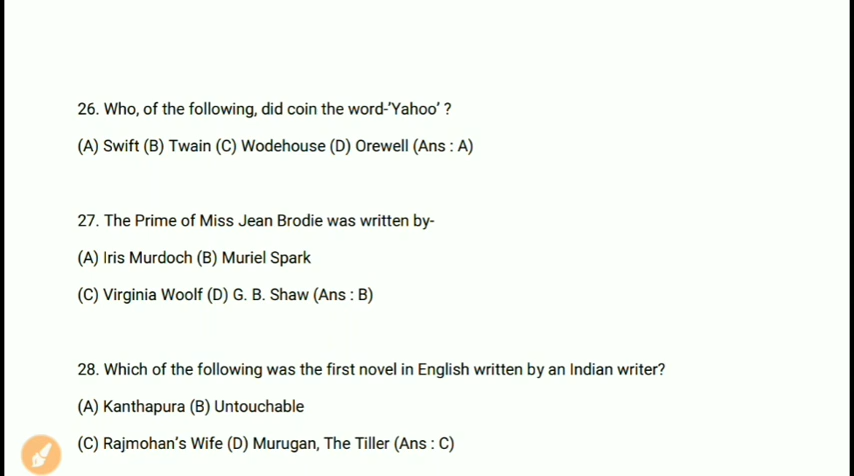 26. Who, of the following, did coin the word-'Yahoo' ?
(A) Swift (B) Twain (C) Wodehouse (D) Orewell (Ans : A)
27. The Prime of Miss Jean Brodie was written by-
(A) Iris Murdoch (B) Muriel Spark
(C) Virginia Woolf (D) G. B. Shaw (Ans : B)
28. Which of the following was the first novel in English written by an Indian writer?
(A) Kanthapura (B) Untouchable
(C) Rajmohan's Wife (D) Murugan, The Tiller (Ans : C)